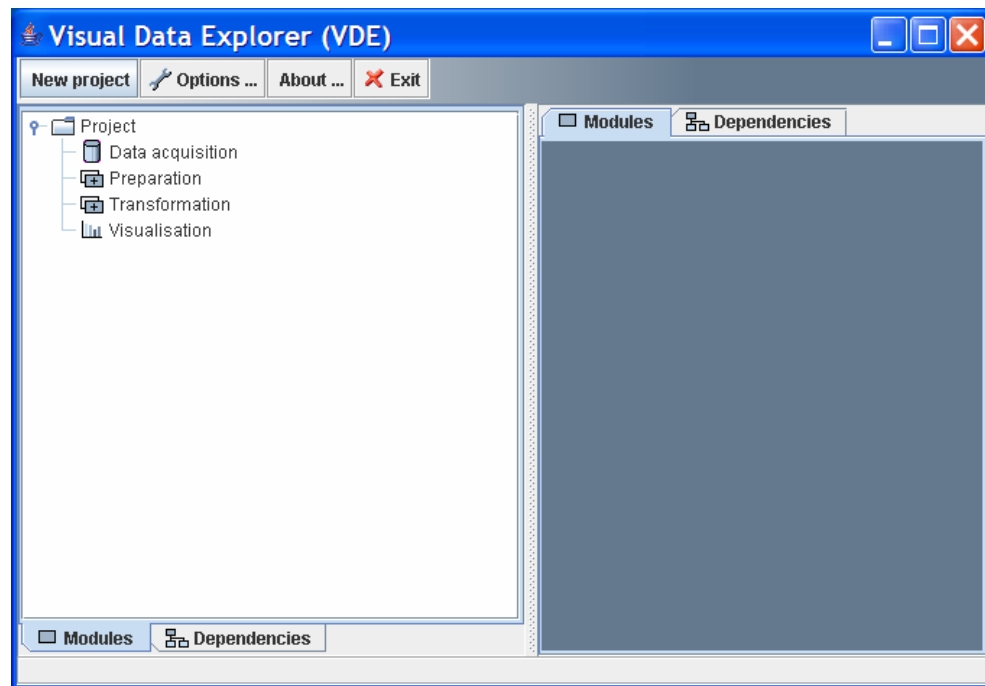 Visual Data Explorer (VDE)
New project Options ... About ... Exit
Project
Data acquisition
Preparation
Transformation
Visualisation
Modules Dependencies
Modules Dependencies